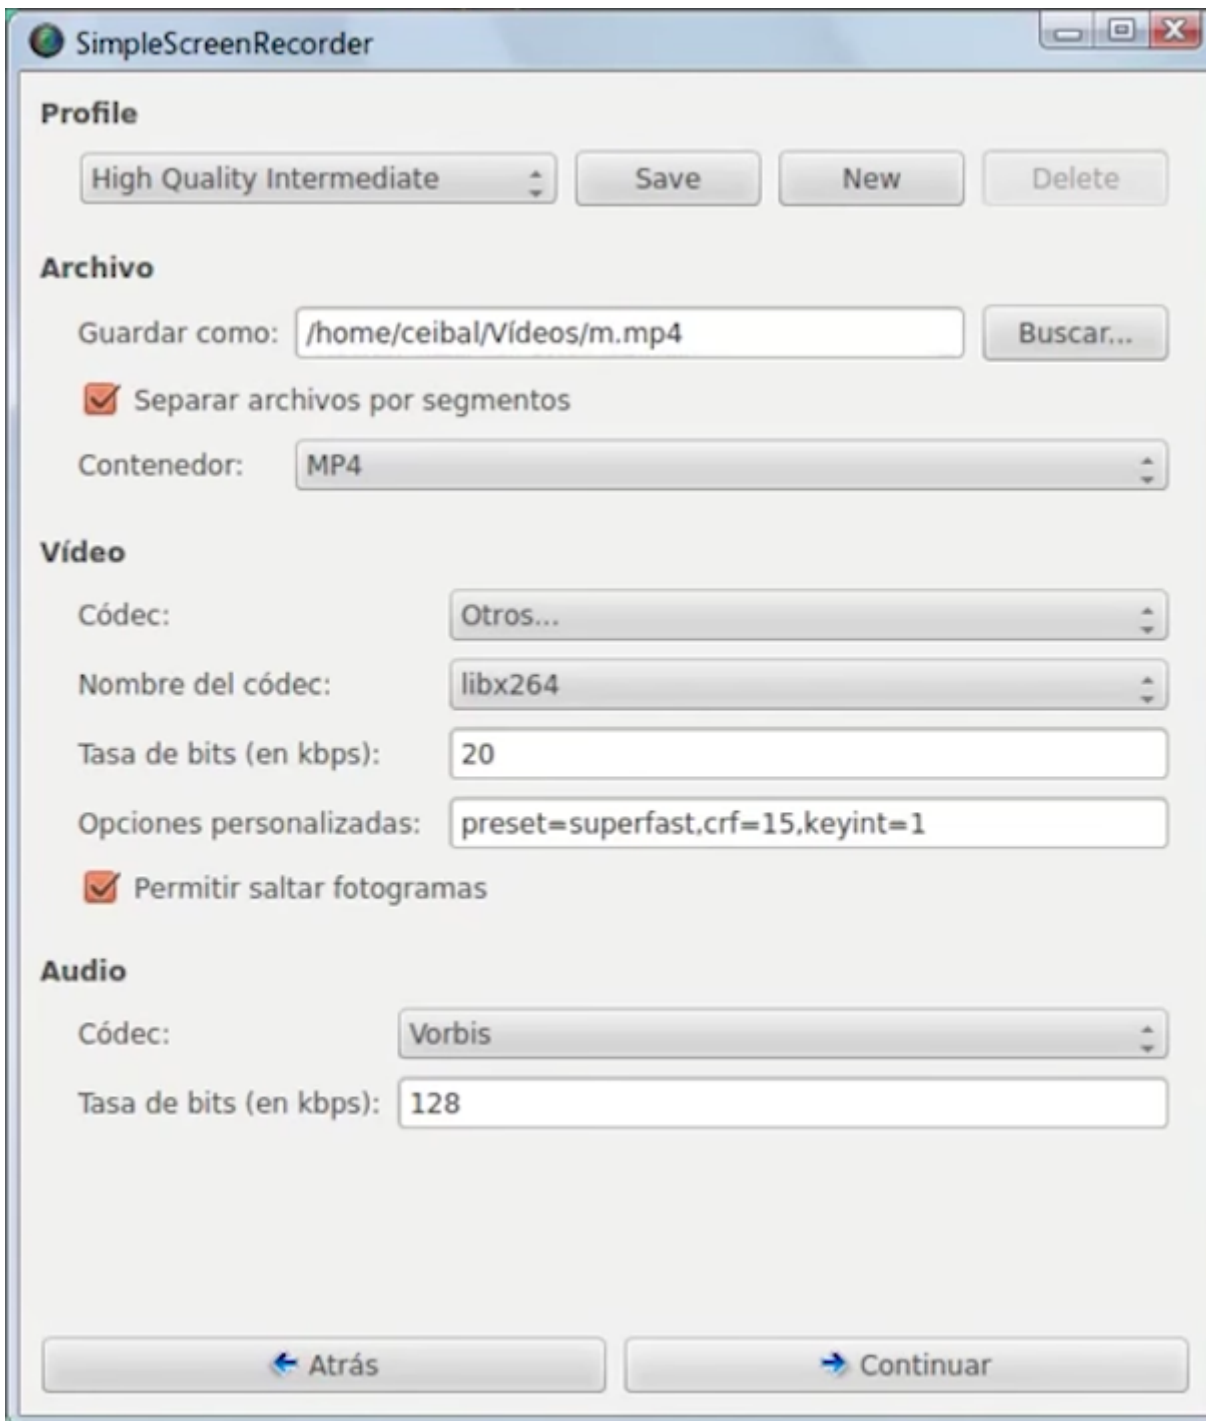 SimpleScreenRecorder
Profile
High Quality Intermediate Save New Delete
Archivo
Guardar como: /home/ceibal/Vídeos/m.mp4 Buscar...
Separar archivos por segmentos
Contenedor: MP4
Vídeo
Códec: Otros...
Nombre del códec: libx264
Tasa de bits (en kbps): 20
Opciones personalizadas: preset=superfast,crf=15,keyint=1
Permitir saltar fotogramas
Audio
Códec: Vorbis
Tasa de bits (en kbps): 128
Atrás Continuar